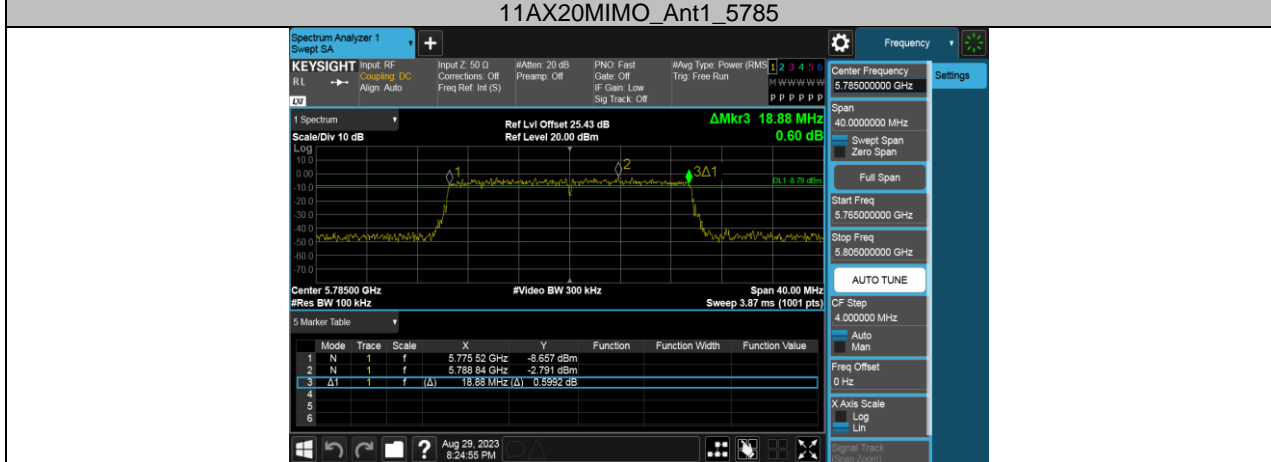 11AX20MIMO_Ant1_5785
Spectrum Analyzer 1
Swept SA
+
Frequency
KEYSIGHT Input: RF
RL
Coupling: DC
Align: Auto
LXI
Input Z: 50 Ω
Corrections: Off
Freq Ref: Int (S)
#Atten: 20 dB
Preamp: Off
PNO: Fast
Gate: Off
IF Gain: Low
Sig Track: Off
#Avg Type: Power (RMS
Trig: Free Run
1 2 3 4 5 6
M W W W W W
P P P P P P
1 Spectrum
Scale/Div 10 dB
Ref Lvl Offset 25.43 dB
Ref Level 20.00 dBm
ΔMkr3 18.88 MHz
0.60 dB
Log
10.0
0.00
-10.0
-20.0
-30.0
-40.0
-50.0
-60.0
-70.0
1
2
3Δ1
DL1 -8.79 dBm
Center 5.78500 GHz
#Res BW 100 kHz
#Video BW 300 kHz
Span 40.00 MHz
Sweep 3.87 ms (1001 pts)
5 Marker Table
Mode Trace Scale X Y Function Function Width Function Value
1 N 1 f 5.775 52 GHz -8.657 dBm
2 N 1 f 5.788 84 GHz -2.791 dBm
3 Δ1 1 f (Δ) 18.88 MHz (Δ) 0.5992 dB
4
5
6
Aug 29, 2023
8:24:55 PM
?
Center Frequency
5.785000000 GHz
Settings
Span
40.0000000 MHz
Swept Span
Zero Span
Full Span
Start Freq
5.765000000 GHz
Stop Freq
5.805000000 GHz
AUTO TUNE
CF Step
4.000000 MHz
Auto
Man
Freq Offset
0 Hz
X Axis Scale
Log
Lin
Signal Track
(Span Zoom)